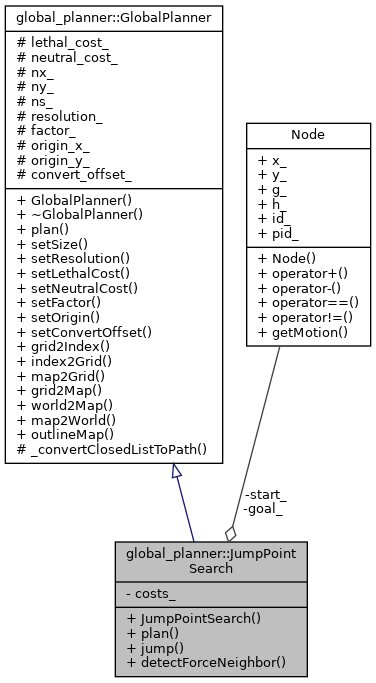 global_planner::GlobalPlanner
# lethal_cost_
# neutral_cost_
# nx_
# ny_
# ns_
# resolution_
# factor_
# origin_x_
# origin_y_
# convert_offset_
+ GlobalPlanner()
+ ~GlobalPlanner()
+ plan()
+ setSize()
+ setResolution()
+ setLethalCost()
+ setNeutralCost()
+ setFactor()
+ setOrigin()
+ setConvertOffset()
+ grid2Index()
+ index2Grid()
+ map2Grid()
+ grid2Map()
+ world2Map()
+ map2World()
+ outlineMap()
# _convertClosedListToPath()
Node
+ x_
+ y_
+ g_
+ h_
+ id_
+ pid_
+ Node()
+ operator+()
+ operator-()
+ operator==()
+ operator!=()
+ getMotion()
-start_
-goal_
global_planner::JumpPoint
Search
- costs_
+ JumpPointSearch()
+ plan()
+ jump()
+ detectForceNeighbor()